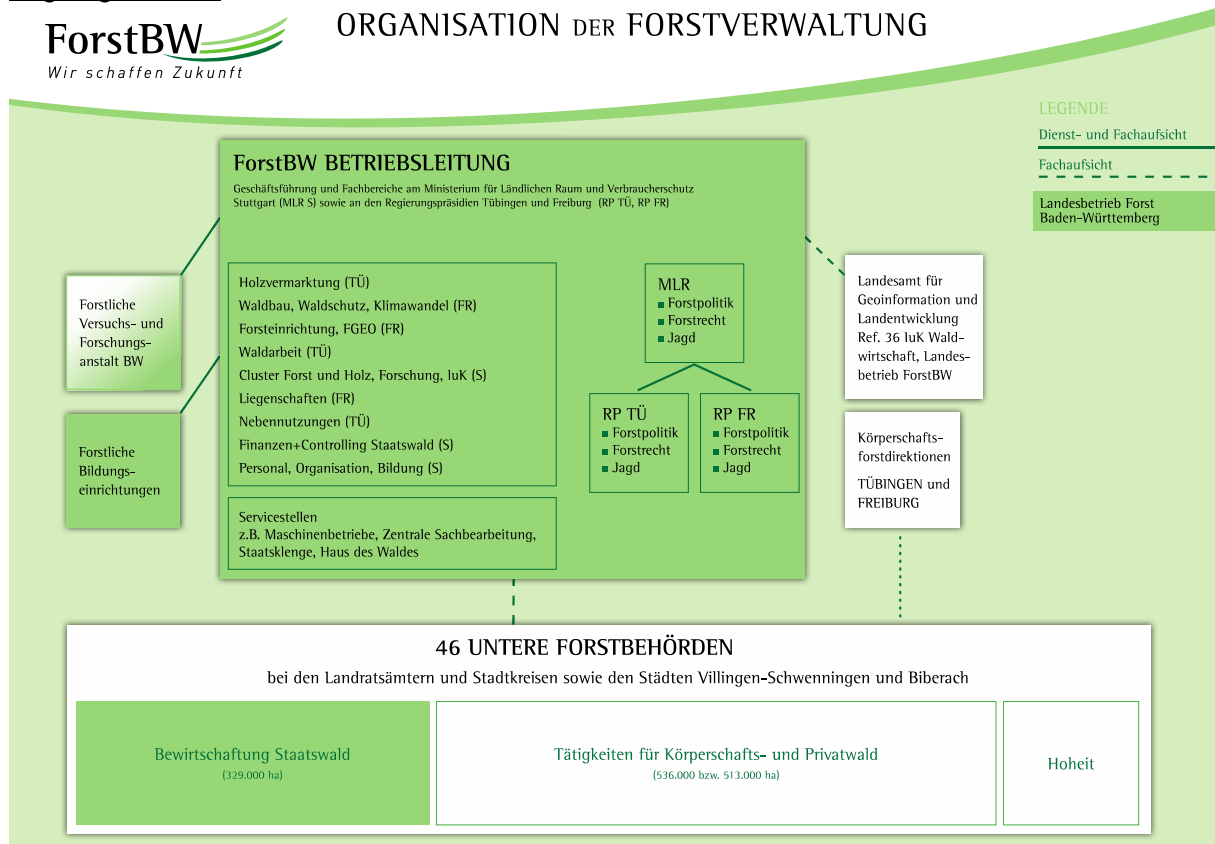 ForstBW
Wir schaffen Zukunft
ORGANISATION DER FORSTVERWALTUNG
LEGENDE
Dienst- und Fachaufsicht
Fachaufsicht
Landesbetrieb Forst
Baden-Württemberg
ForstBW BETRIEBSLEITUNG
Geschäftsführung und Fachbereiche am Ministerium für Ländlichen Raum und Verbraucherschutz
Stuttgart (MLR S) sowie an den Regierungspräsidien Tübingen und Freiburg (RP TÜ, RP FR)
Forstliche
Versuchs- und
Forschungs-
anstalt BW
Forstliche
Bildungs-
einrichtungen
Holzvermarktung (TÜ)
Waldbau, Waldschutz, Klimawandel (FR)
Forsteinrichtung, FGEO (FR)
Waldarbeit (TÜ)
Cluster Forst und Holz, Forschung, IuK (S)
Liegenschaften (FR)
Nebennutzungen (TÜ)
Finanzen+Controlling Staatswald (S)
Personal, Organisation, Bildung (S)
Servicestellen
z.B. Maschinenbetriebe, Zentrale Sachbearbeitung,
Staatsklenge, Haus des Waldes
MLR
Forstpolitik
Forstrecht
Jagd
RP TÜ
Forstpolitik
Forstrecht
Jagd
RP FR
Forstpolitik
Forstrecht
Jagd
Landesamt für
Geoinformation und
Landentwicklung
Ref. 36 IuK Wald-
wirtschaft, Landes-
betrieb ForstBW
Körperschafts-
forstdirektionen
TÜBINGEN und
FREIBURG
46 UNTERE FORSTBEHÖRDEN
bei den Landratsämtern und Stadtkreisen sowie den Städten Villingen-Schwenningen und Biberach
Bewirtschaftung Staatswald
(329.000 ha)
Tätigkeiten für Körperschafts- und Privatwald
(536.000 bzw. 513.000 ha)
Hoheit